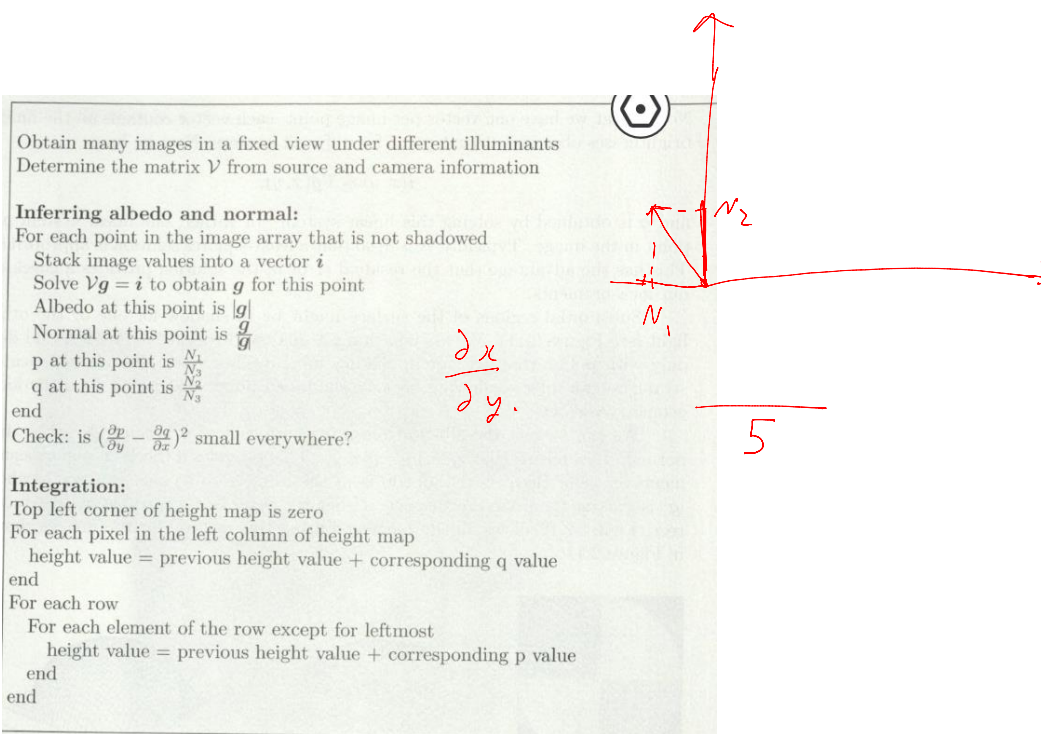 Obtain many images in a fixed view under different illuminants
Determine the matrix 𝒱 from source and camera information
Inferring albedo and normal:
For each point in the image array that is not shadowed
Stack image values into a vector i
Solve 𝒱g = i to obtain g for this point
Albedo at this point is |g|
Normal at this point is g/|g|
p at this point is N₁/N₃
q at this point is N₂/N₃
end
Check: is (∂p/∂y − ∂q/∂x)² small everywhere?
Integration:
Top left corner of height map is zero
For each pixel in the left column of height map
height value = previous height value + corresponding q value
end
For each row
For each element of the row except for leftmost
height value = previous height value + corresponding p value
end
end
N₂
N₁
∂x
∂y.
5